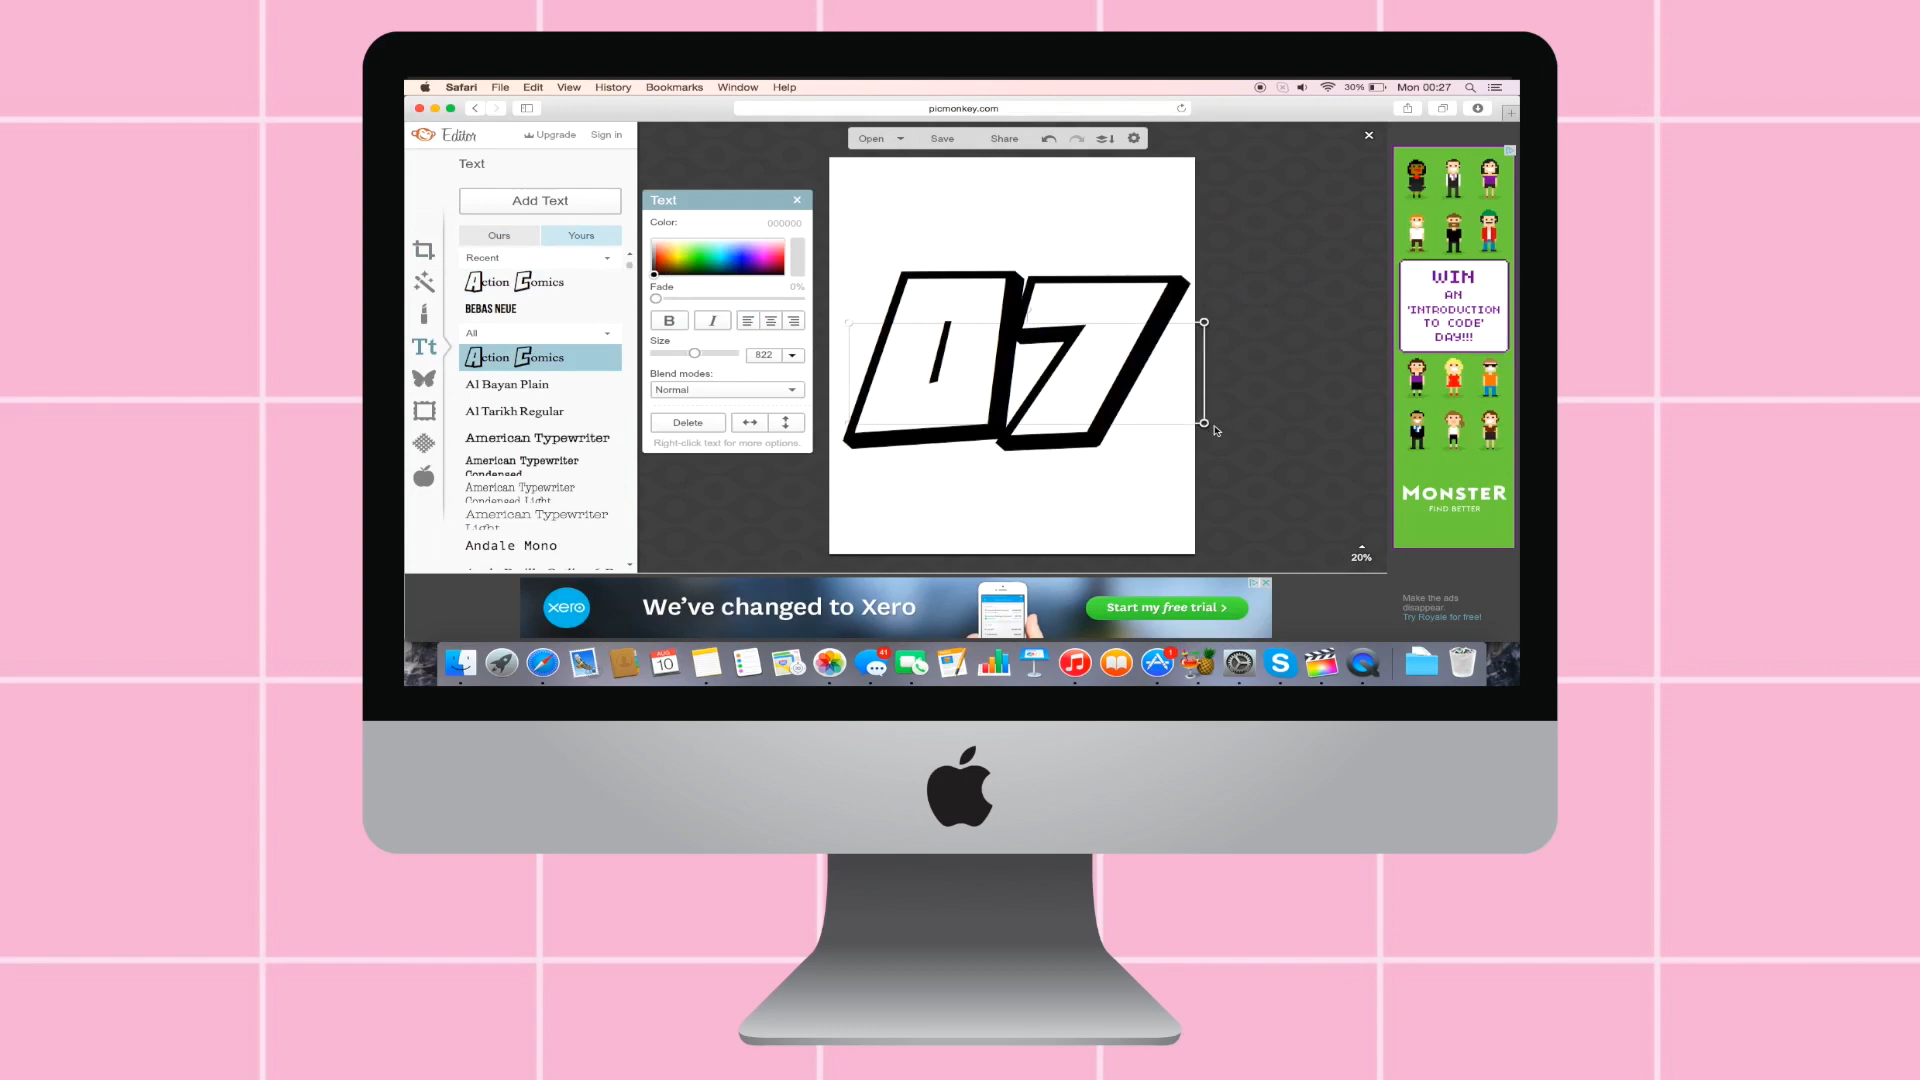 Safari File Edit View History Bookmarks Window Help
30% Mon 00:27
picmonkey.com
Editor Upgrade Sign in
Open Save Share
Text
Add Text
Ours Yours
Recent
Action Comics
BEBAS NEUE
All
Action Comics
Al Bayan Plain
Al Tarikh Regular
American Typewriter
American Typewriter
Condensed
American Typewriter
Condensed Light
American Typewriter
Light
Andale Mono
Text
Color: 000000
Fade 0%
B I
Size
822
Blend modes:
Normal
Delete
Right-click text for more options.
07
20%
WIN
AN
'INTRODUCTION
TO CODE'
DAY!!!
MONSTER
FIND BETTER
Make the ads
disappear.
Try Royale for free!
xero
We've changed to Xero
Start my free trial >
AUG
10
41
1